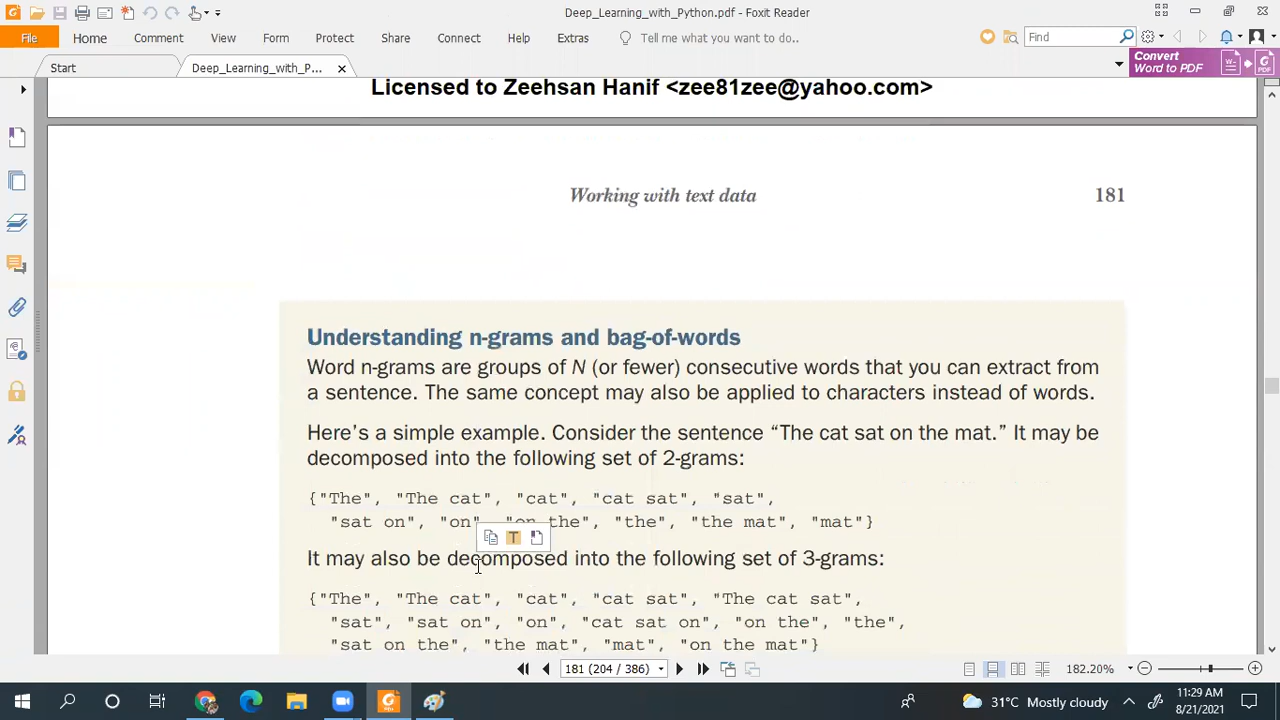 Deep_Learning_with_Python.pdf - Foxit Reader
File Home Comment View Form Protect Share Connect Help Extras Tell me what you want to do.. Find
Start Deep_Learning_with_P... Convert
Word to PDF
Licensed to Zeehsan Hanif <zee81zee@yahoo.com>
Working with text data 181
Understanding n-grams and bag-of-words
Word n-grams are groups of N (or fewer) consecutive words that you can extract from
a sentence. The same concept may also be applied to characters instead of words.
Here's a simple example. Consider the sentence “The cat sat on the mat.” It may be
decomposed into the following set of 2-grams:
{"The", "The cat", "cat", "cat sat", "sat",
"sat on", "on", "on the", "the", "the mat", "mat"}
It may also be decomposed into the following set of 3-grams:
{"The", "The cat", "cat", "cat sat", "The cat sat",
"sat", "sat on", "on", "cat sat on", "on the", "the",
"sat on the", "the mat", "mat", "on the mat"}
181 (204 / 386) 182.20%
31°C Mostly cloudy 11:29 AM
8/21/2021